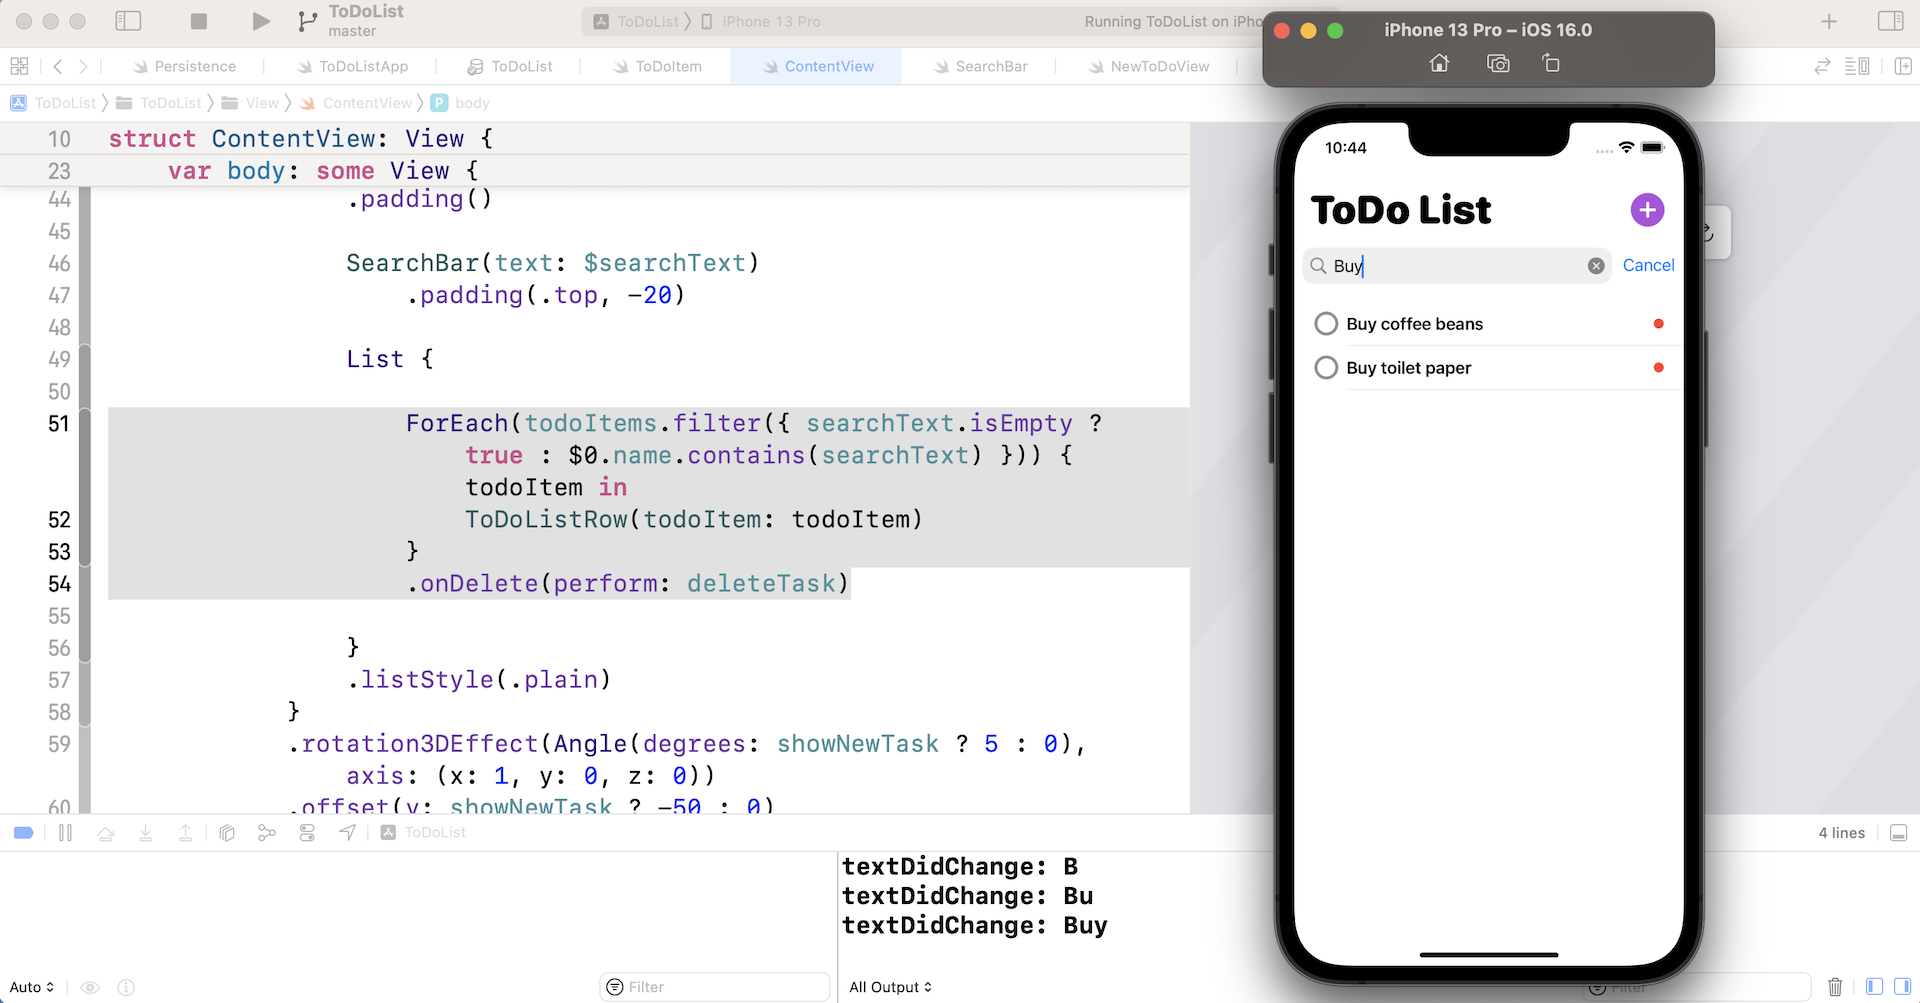 ToDoList
master
ToDoList
iPhone 13 Pro
Running ToDoList on iPho
Persistence
ToDoListApp
ToDoList
ToDoItem
ContentView
SearchBar
NewToDoView
ToDoList
ToDoList
View
ContentView
P body
10 struct ContentView: View {
23 var body: some View {
44 .padding()
45
46 SearchBar(text: $searchText)
47 .padding(.top, -20)
48
49 List {
50
51 ForEach(todoItems.filter({ searchText.isEmpty ?
true : $0.name.contains(searchText) })) {
todoItem in
52 ToDoListRow(todoItem: todoItem)
53 }
54 .onDelete(perform: deleteTask)
55
56 }
57 .listStyle(.plain)
58 }
59 .rotation3DEffect(Angle(degrees: showNewTask ? 5 : 0),
axis: (x: 1, y: 0, z: 0))
60 .offset(y: showNewTask ? -50 : 0)
ToDoList
4 lines
textDidChange: B
textDidChange: Bu
textDidChange: Buy
Auto
Filter
All Output
Filter
iPhone 13 Pro – iOS 16.0
10:44
ToDo List
Buy
Cancel
Buy coffee beans
Buy toilet paper